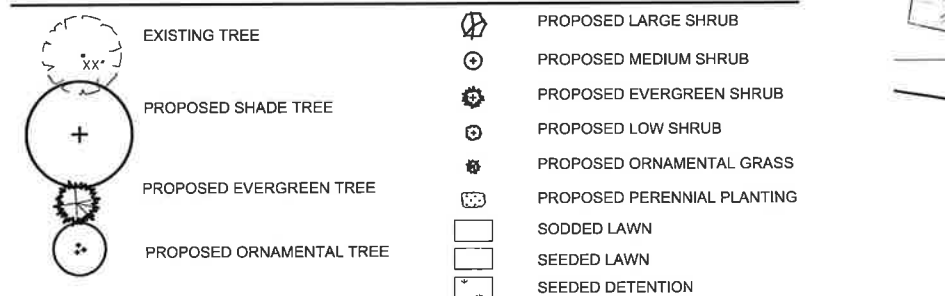 EXISTING TREE
XX"
PROPOSED SHADE TREE
PROPOSED EVERGREEN TREE
PROPOSED ORNAMENTAL TREE
PROPOSED LARGE SHRUB
PROPOSED MEDIUM SHRUB
PROPOSED EVERGREEN SHRUB
PROPOSED LOW SHRUB
PROPOSED ORNAMENTAL GRASS
PROPOSED PERENNIAL PLANTING
SODDED LAWN
SEEDED LAWN
SEEDED DETENTION